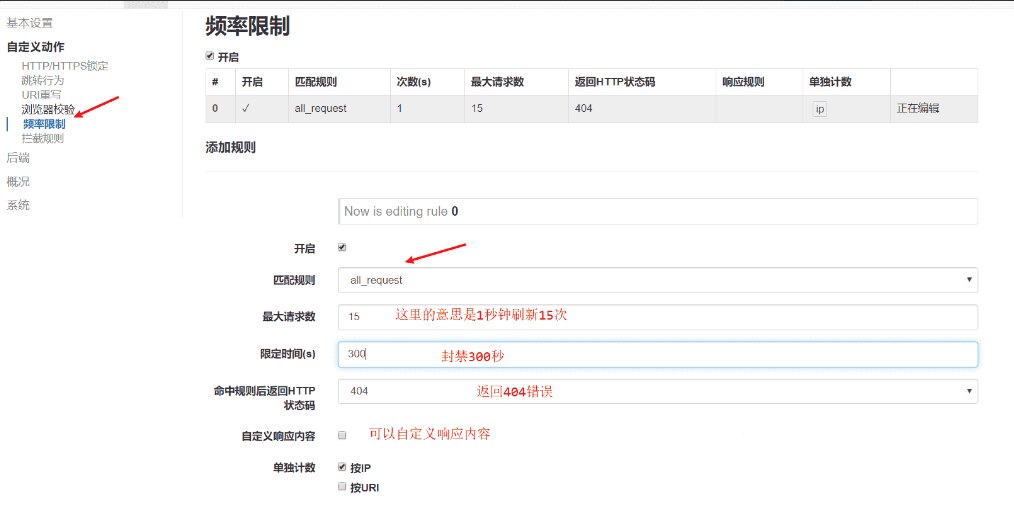 基本设置
自定义动作
HTTP/HTTPS锁定
跳转行为
URI重写
浏览器校验
频率限制
拦截规则
后端
概况
系统
频率限制
开启
# 开启 匹配规则 次数(s) 最大请求数 返回HTTP状态码 响应规则 单独计数
0 ✓ all_request 1 15 404 ip 正在编辑
添加规则
Now is editing rule 0
开启
匹配规则 all_request
最大请求数 15 这里的意思是1秒钟刷新15次
限定时间(s) 300 封禁300秒
命中规则后返回HTTP
状态码 404 返回404错误
自定义响应内容 可以自定义响应内容
单独计数 按IP
按URI